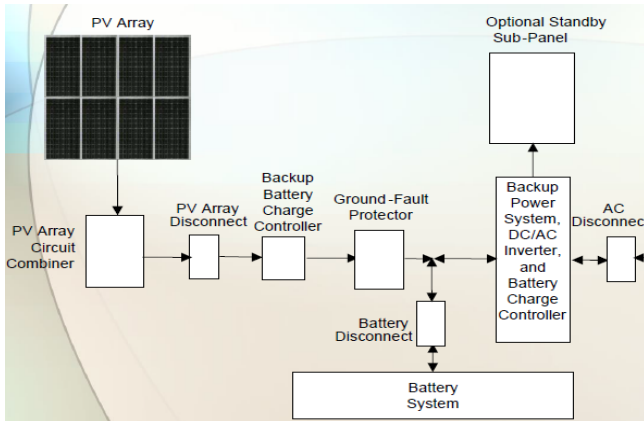 PV Array
Optional Standby
Sub-Panel
PV Array
Circuit
Combiner
PV Array
Disconnect
Backup
Battery
Charge
Controller
Ground-Fault
Protector
Backup
Power
System,
DC/AC
Inverter,
and
Battery
Charge
Controller
AC
Disconnect
Battery
Disconnect
Battery
System